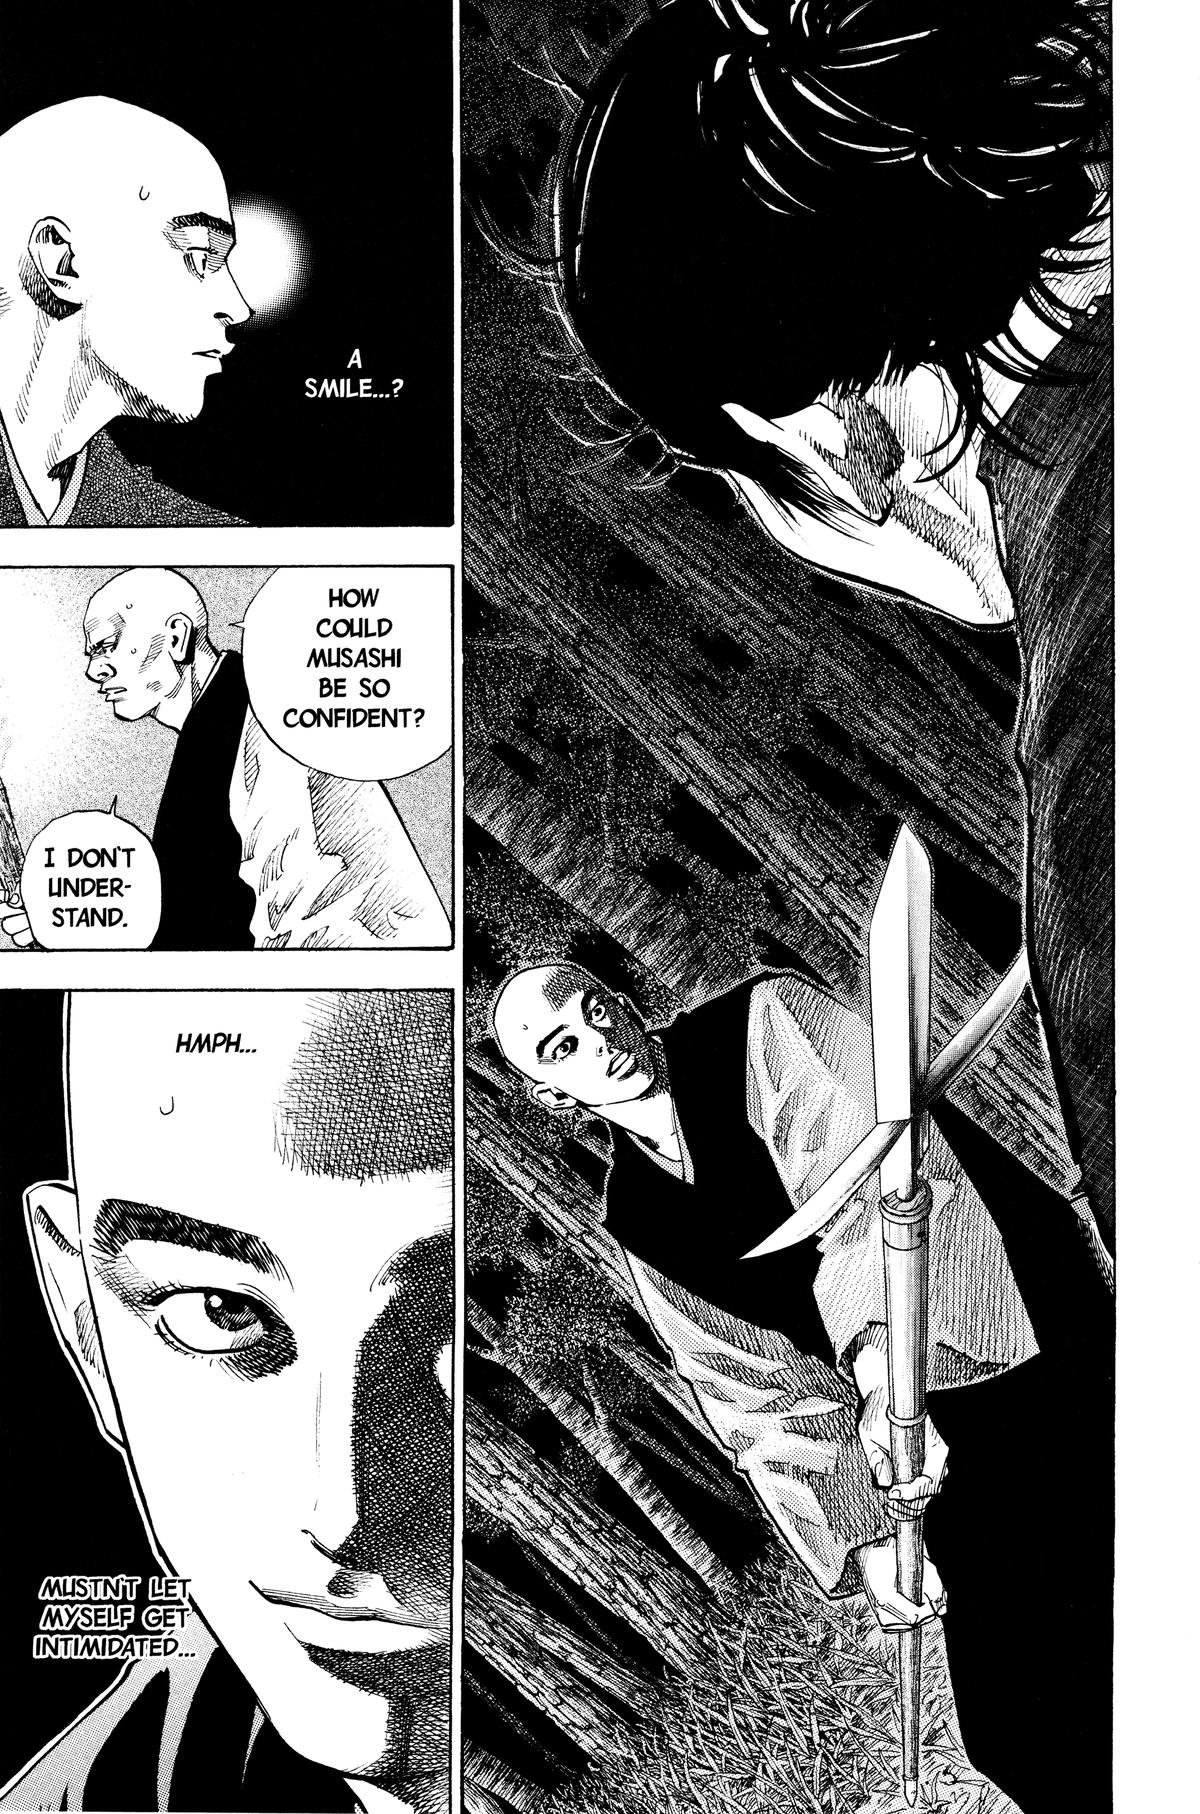 A
SMILE...?
HOW
COULD
MUSASHI
BE SO
CONFIDENT?
I DON'T
UNDER-
STAND.
HMPH...
MUSTN'T LET
MYSELF GET
INTIMIDATED...